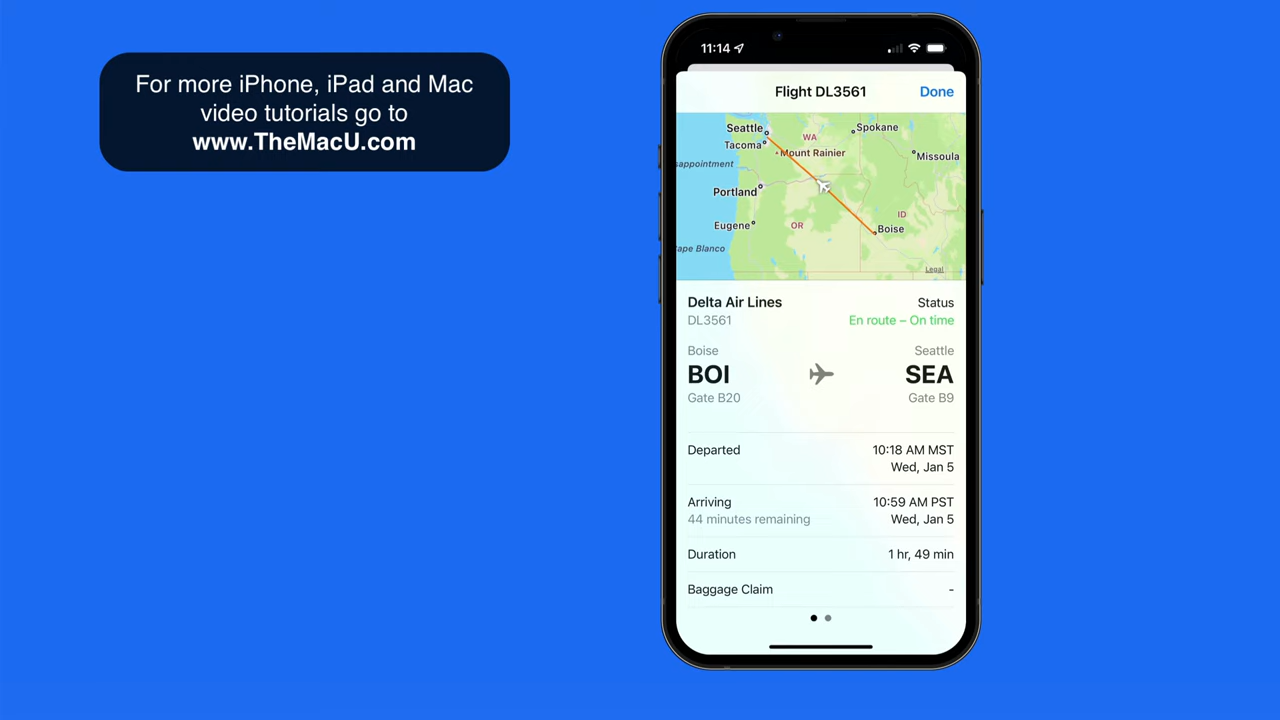 For more iPhone, iPad and Mac
video tutorials go to
www.TheMacU.com
11:14
Flight DL3561
Done
Seattle
Spokane
WA
Tacoma
Mount Rainier
Missoula
sappointment
Portland
ID
Eugene
OR
Boise
ape Blanco
Legal
Delta Air Lines
Status
DL3561
En route – On time
Boise
Seattle
BOI
SEA
Gate B20
Gate B9
Departed
10:18 AM MST
Wed, Jan 5
Arriving
10:59 AM PST
44 minutes remaining
Wed, Jan 5
Duration
1 hr, 49 min
Baggage Claim
-